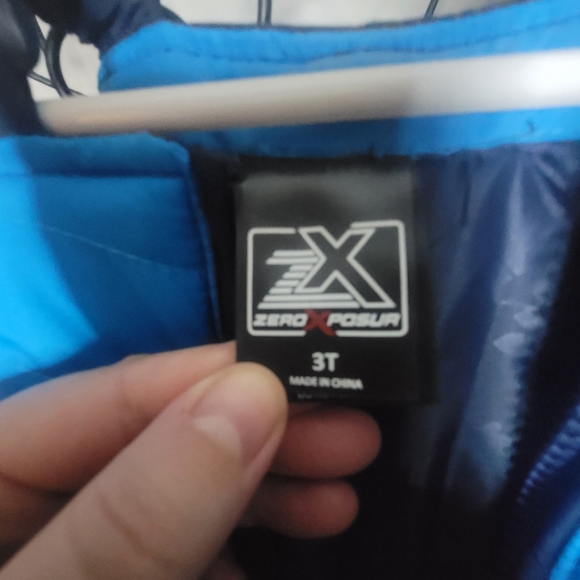 ZX
ZEROXPOSUR
3T
MADE IN CHINA